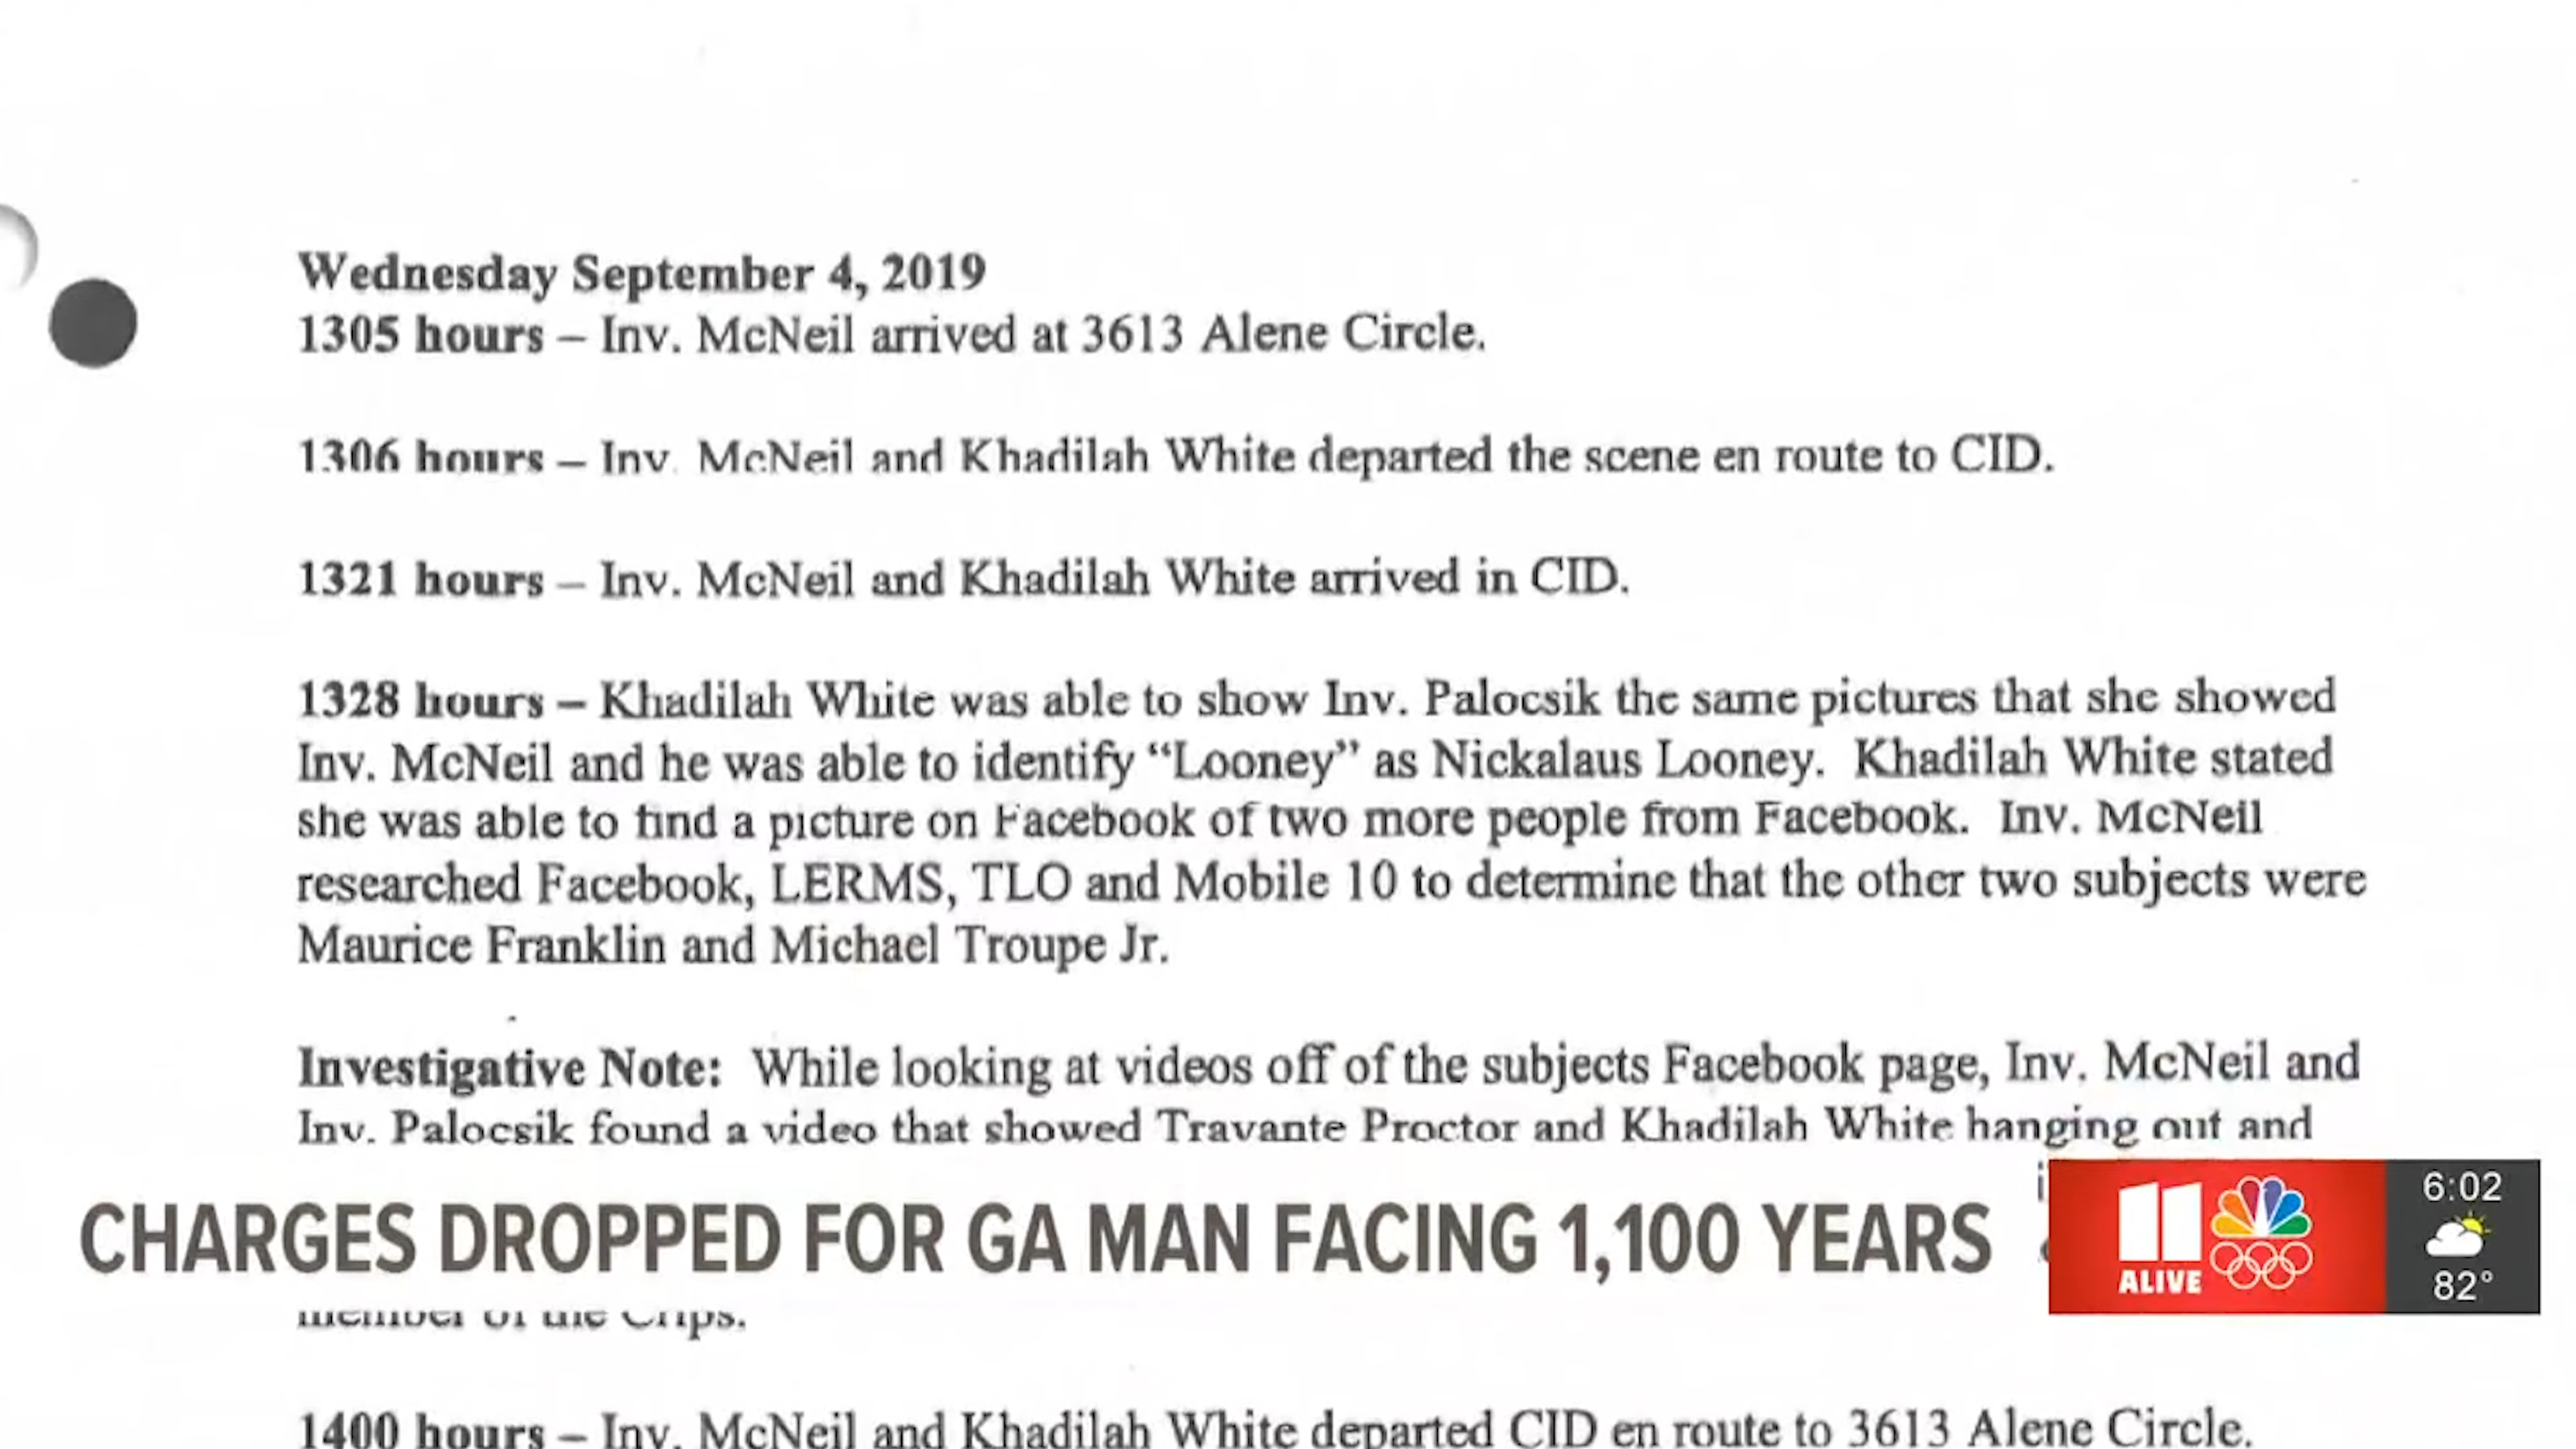 Wednesday September 4, 2019
1305 hours – Inv. McNeil arrived at 3613 Alene Circle.
1306 hours – Inv. McNeil and Khadilah White departed the scene en route to CID.
1321 hours – Inv. McNeil and Khadilah White arrived in CID.
1328 hours – Khadilah White was able to show Inv. Palocsik the same pictures that she showed
Inv. McNeil and he was able to identify “Looney” as Nickalaus Looney.  Khadilah White stated
she was able to find a picture on Facebook of two more people from Facebook.  Inv. McNeil
researched Facebook, LERMS, TLO and Mobile 10 to determine that the other two subjects were
Maurice Franklin and Michael Troupe Jr.
Investigative Note:  While looking at videos off of the subjects Facebook page, Inv. McNeil and
Inv. Palocsik found a video that showed Travante Proctor and Khadilah White hanging out and
CHARGES DROPPED FOR GA MAN FACING 1,100 YEARS
11
ALIVE
6:02
82°
member of the Crips.
1400 hours – Inv. McNeil and Khadilah White departed CID en route to 3613 Alene Circle.